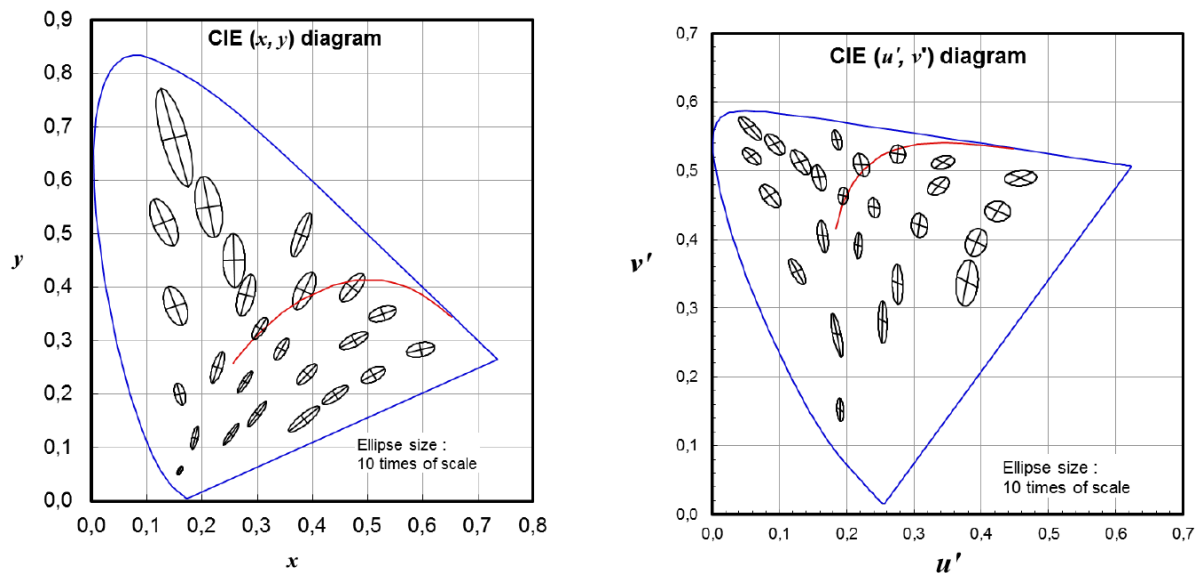 CIE (x, y) diagram
0,9
0,8
0,7
0,6
0,5
y
0,4
0,3
0,2
0,1
0,0
Ellipse size :
10 times of scale
0,0 0,1 0,2 0,3 0,4 0,5 0,6 0,7 0,8
x
CIE (u', v') diagram
0,7
0,6
0,5
0,4
v'
0,3
0,2
0,1
0,0
Ellipse size :
10 times of scale
0,0 0,1 0,2 0,3 0,4 0,5 0,6 0,7
u'